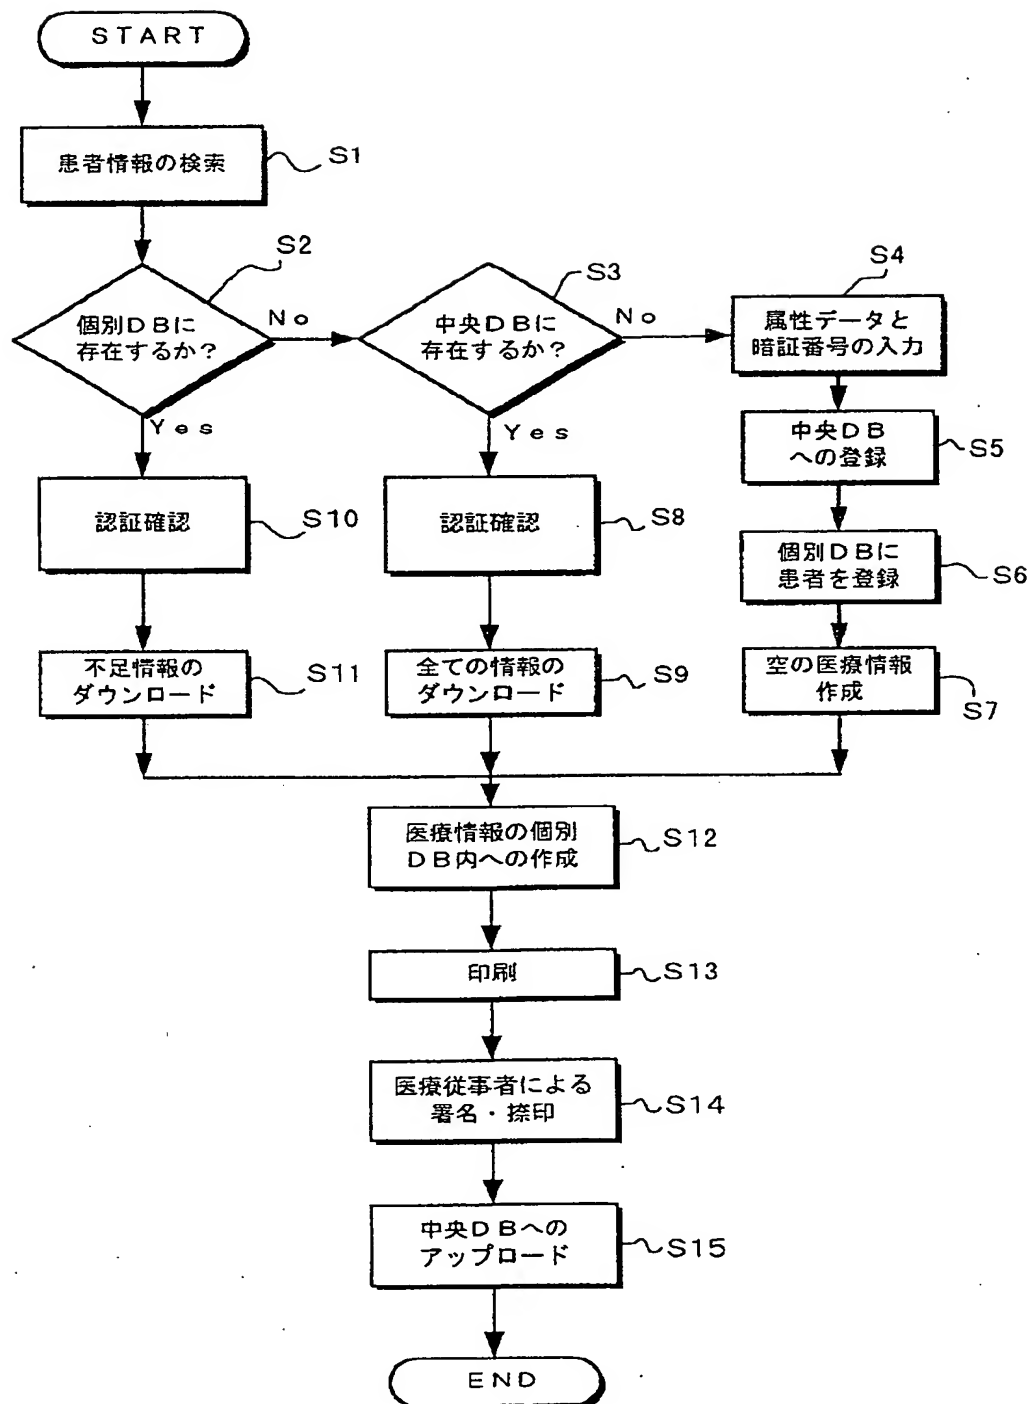 START
患者情報の検索
S1
S2
個別DBに
存在するか?
No
Yes
S3
中央DBに
存在するか?
No
Yes
S4
属性データと
暗証番号の入力
中央DB
への登録
S5
個別DBに
患者を登録
S6
空の医療情報
作成
S7
認証確認
S10
認証確認
S8
不足情報の
ダウンロード
S11
全ての情報の
ダウンロード
S9
医療情報の個別
DB内への作成
S12
印刷
S13
医療従事者による
署名・捺印
S14
中央DBへの
アップロード
S15
END